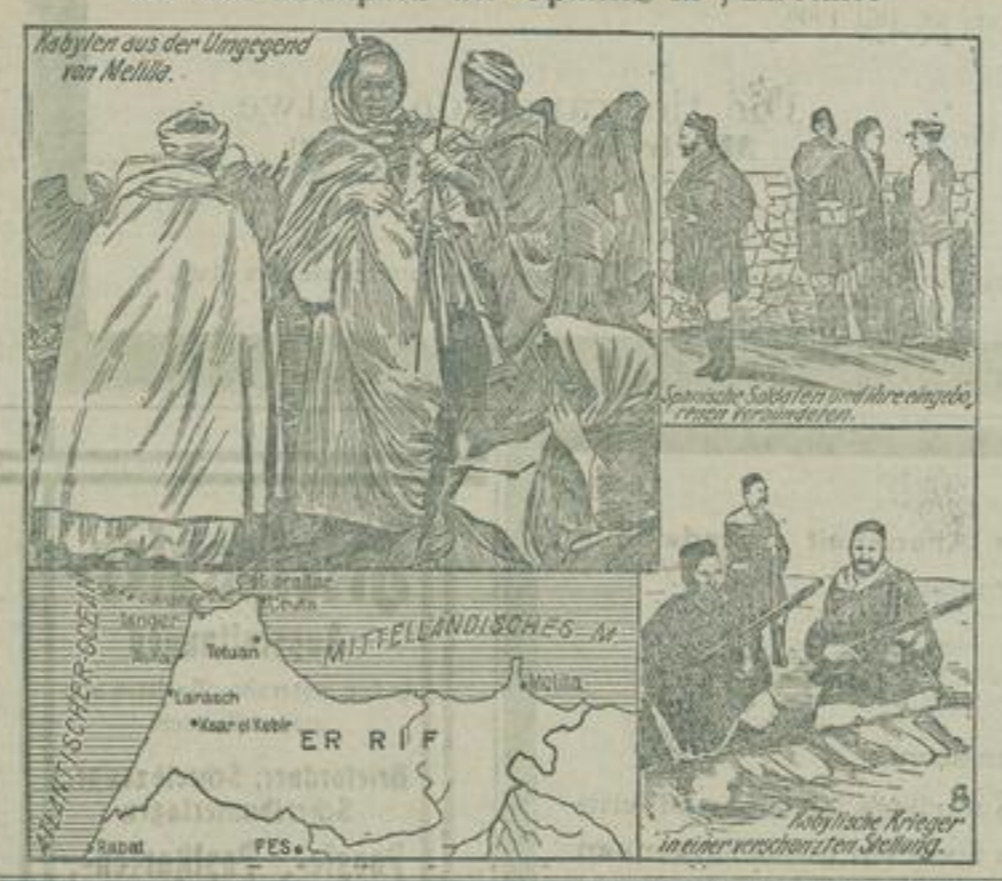 Kabylen aus der Umgegend
von Melilla.
Spanische Soldaten und ihre eingebo,
renen Verbündeten.
ATLANTISCHER-OCEAN
Gibraltar
Ceuta
Tanger
Tetuan
MITTELLÄNDISCHES M.
Melilla
Larasch
Ksar el Kebir
ER RIF
Rabat
FES
Kabylische Krieger
in einer verschanzten Stellung.